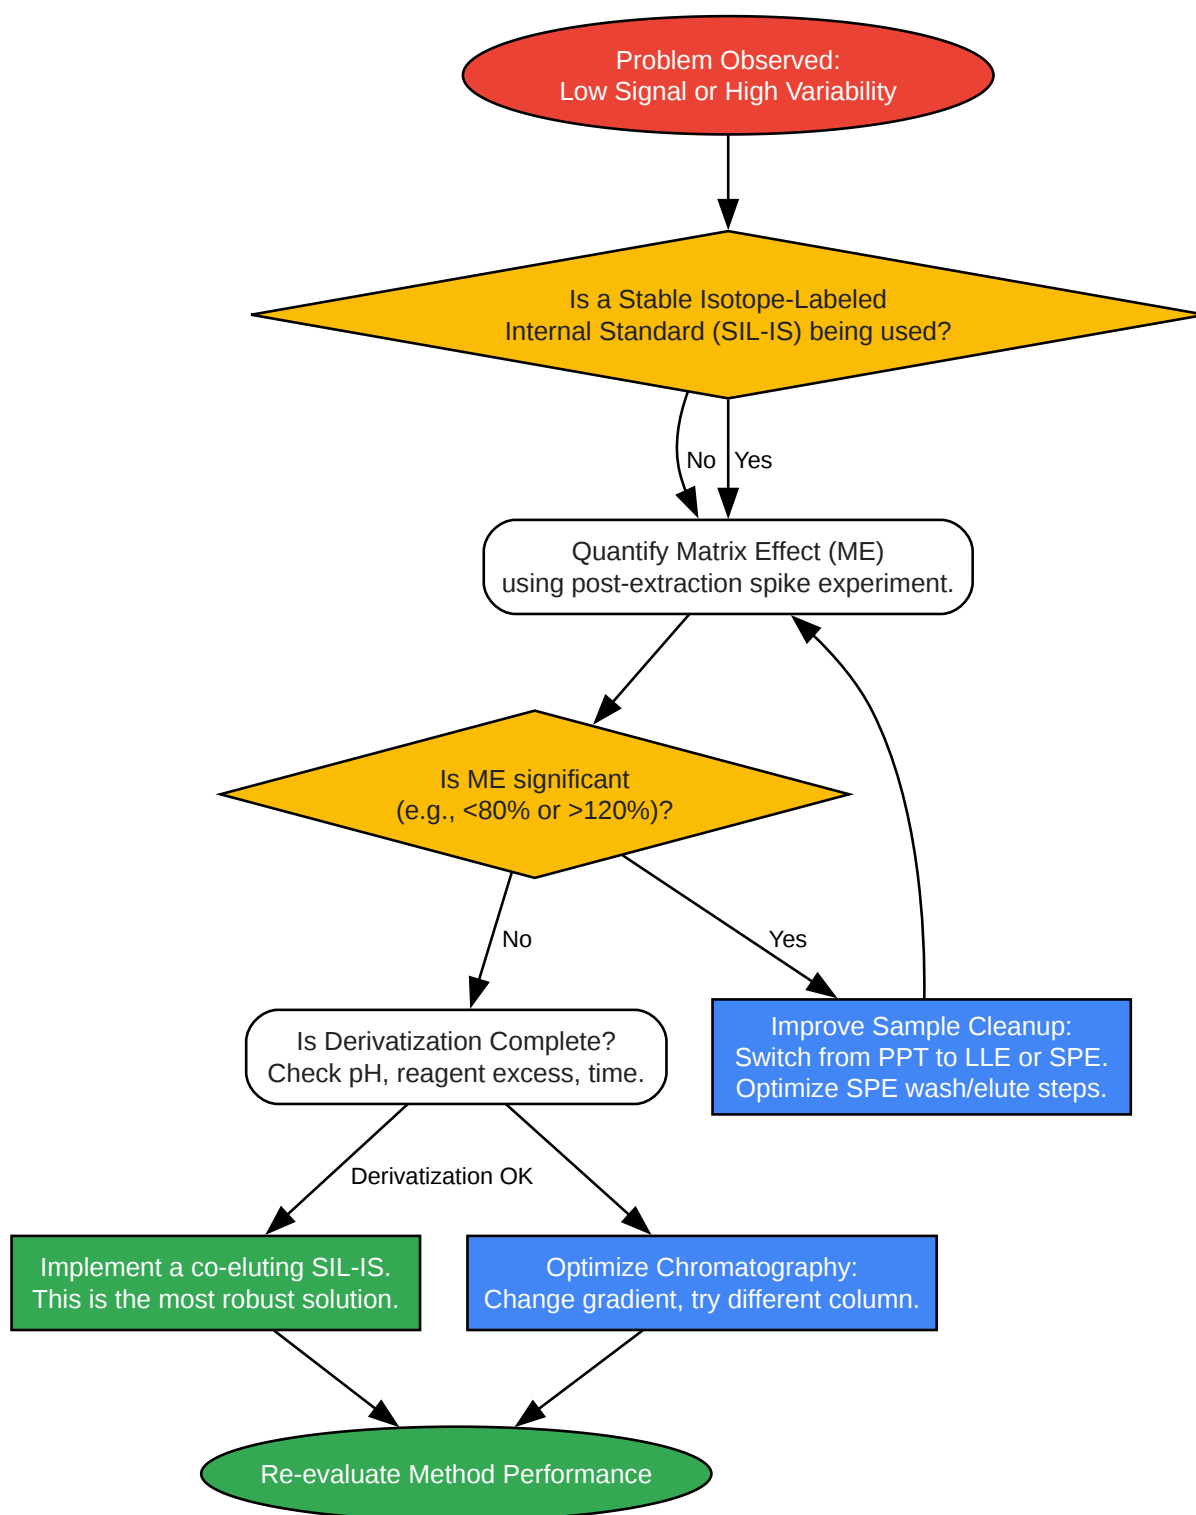 Problem Observed:
Low Signal or High Variability
Is a Stable Isotope-Labeled
Internal Standard (SIL-IS) being used?
No
Yes
Quantify Matrix Effect (ME)
using post-extraction spike experiment.
Is ME significant
(e.g., <80% or >120%)?
No
Yes
Is Derivatization Complete?
Check pH, reagent excess, time.
Improve Sample Cleanup:
Switch from PPT to LLE or SPE.
Optimize SPE wash/elute steps.
Derivatization OK
Implement a co-eluting SIL-IS.
This is the most robust solution.
Optimize Chromatography:
Change gradient, try different column.
Re-evaluate Method Performance